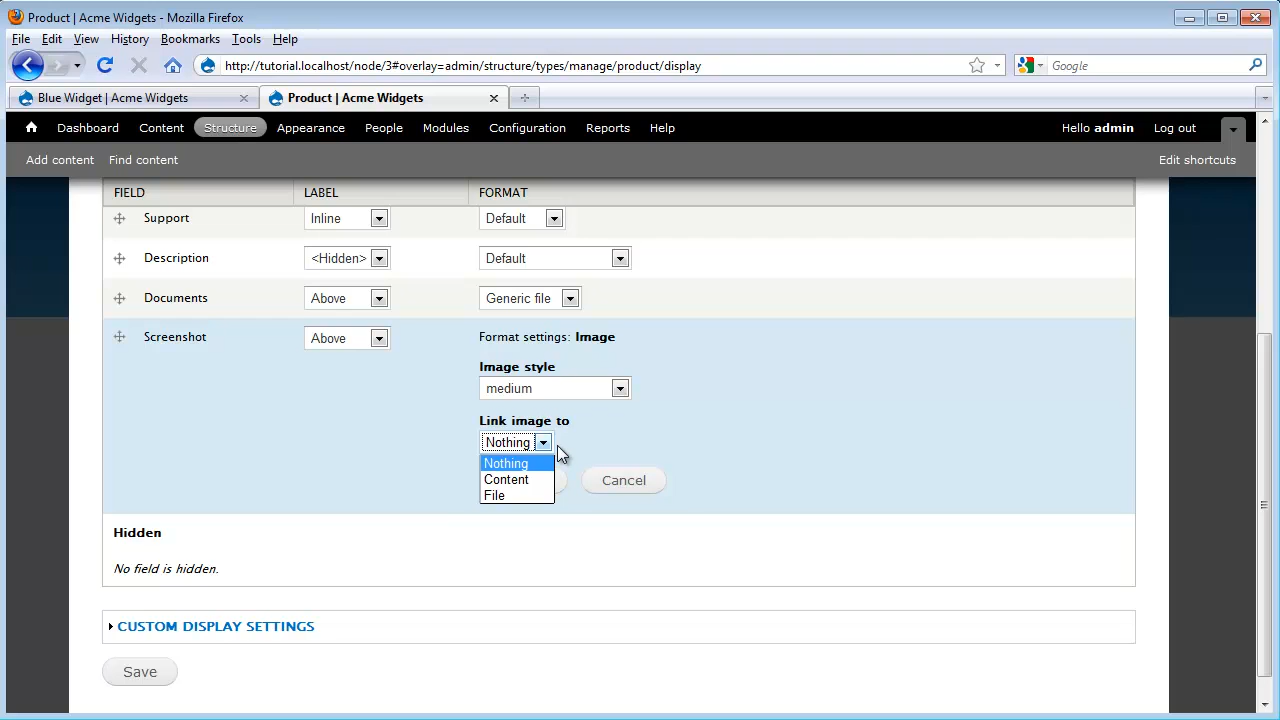 Product | Acme Widgets - Mozilla Firefox
File Edit View History Bookmarks Tools Help
http://tutorial.localhost/node/3#overlay=admin/structure/types/manage/product/display
Google
Blue Widget | Acme Widgets
Product | Acme Widgets
Dashboard Content Structure Appearance People Modules Configuration Reports Help
Hello admin Log out
Add content Find content
Edit shortcuts
FIELD LABEL FORMAT
Support Inline Default
Description <Hidden> Default
Documents Above Generic file
Screenshot Above Format settings: Image
Image style
medium
Link image to
Nothing
Nothing
Content
File
Cancel
Hidden
No field is hidden.
CUSTOM DISPLAY SETTINGS
Save